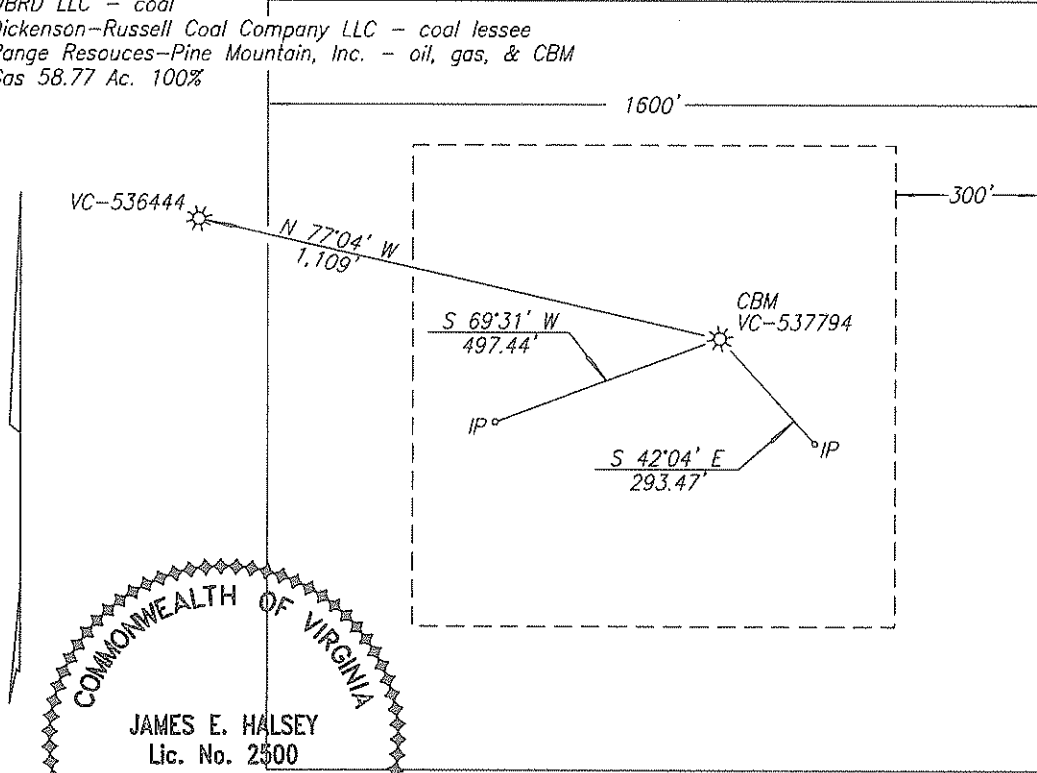 LLC – coal
Dickenson–Russell Coal Company LLC – coal lessee
Range Resouces–Pine Mountain, Inc. – oil, gas, & CBM
Gas 58.77 Ac. 100%
1600'
300'
VC–536444
N 77°04' W
1,109'
CBM
VC–537794
S 69°31' W
497.44'
IP
IP
S 42°04' E
293.47'
COMMONWEALTH OF VIRGINIA
JAMES E. HALSEY
Lic. No. 2500